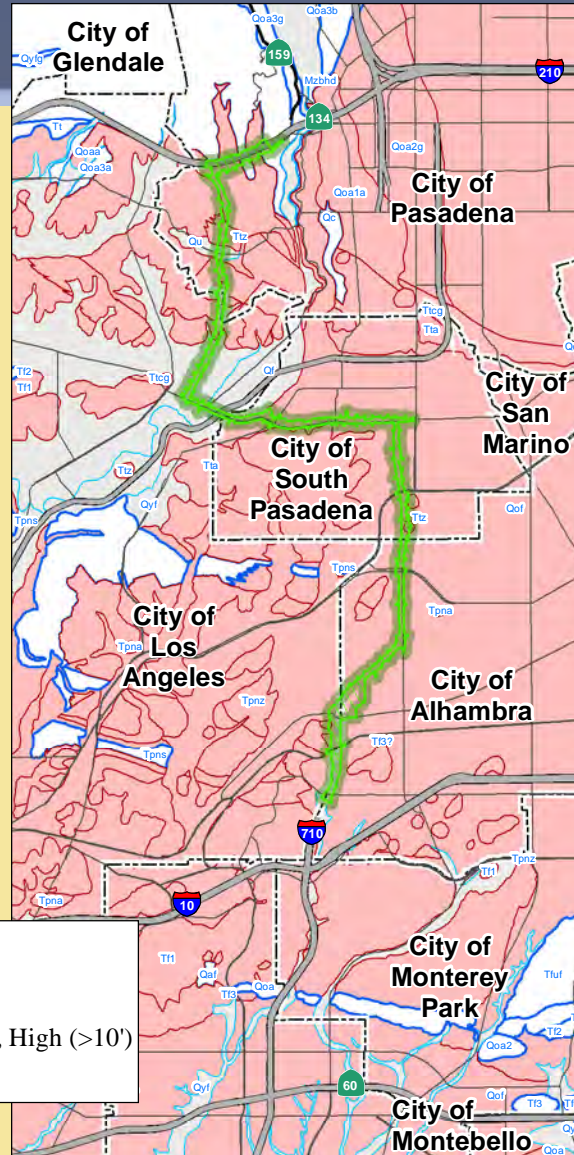 Qoa3g
Qoa3b
City of
Glendale
159
Qyfg
210
Mzbhd
134
Tt
Qoaa
Qoa3a
Qoa2g
Qoa1a
City of
Pasadena
Qc
Qu
Ttz
Ttcg
Tta
Tf2
Tf1
Ttcg
Qf
City of
San
Marino
City of
South
Pasadena
Ttz
Tta
Qyf
Tpns
Ttz
Qof
Tpns
Tpna
City of
Los
Angeles
Tpna
City of
Alhambra
Tpnz
Tpns
Tf3?
710
Tpnz
Tpna
10
Tf1
Tf1
Qaf
City of
Monterey
Park
Tfuf
, High (>10')
Tf3
Qoa
Tf2
Qoa2
Qyf
60
Qof
Tf3
City of
Montebello
Qoa